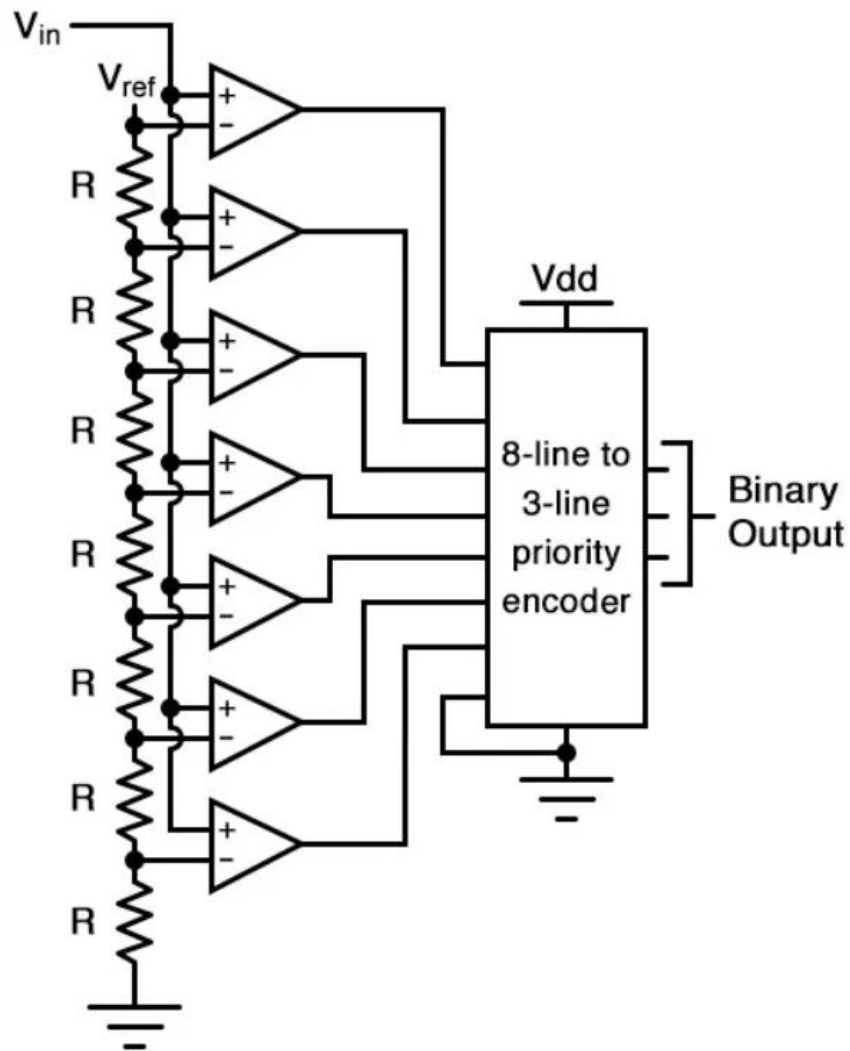 Vin
Vref
+
−
R
+
−
R
+
−
R
+
−
R
+
−
R
+
−
R
+
−
R
Vdd
8-line to
3-line
priority
encoder
Binary
Output